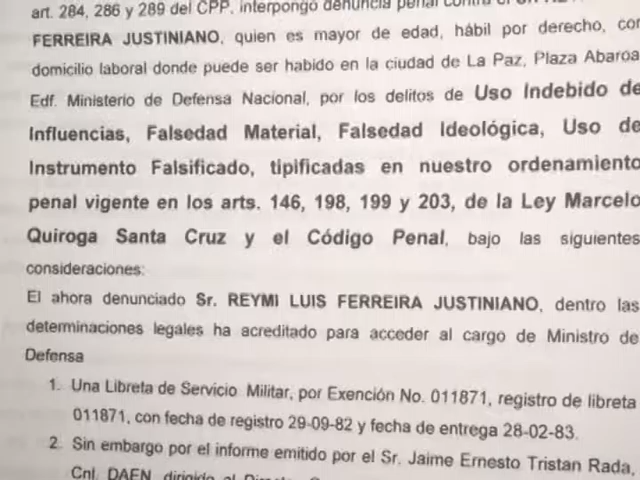 art. 284, 286 y 289 del CPP. interpongo denuncia penal contra el
FERREIRA JUSTINIANO, quien es mayor de edad, hábil por derecho, con
domicilio laboral donde puede ser habido en la ciudad de La Paz, Plaza Abaroa
Edf. Ministerio de Defensa Nacional, por los delitos de Uso Indebido de
Influencias, Falsedad Material, Falsedad Ideológica, Uso de
Instrumento Falsificado, tipificadas en nuestro ordenamiento
penal vigente en los arts. 146, 198, 199 y 203, de la Ley Marcelo
Quiroga Santa Cruz y el Código Penal, bajo las siguientes
consideraciones:
El ahora denunciado Sr. REYMI LUIS FERREIRA JUSTINIANO, dentro las
determinaciones legales ha acreditado para acceder al cargo de Ministro de
Defensa
1. Una Libreta de Servicio Militar, por Exención No. 011871, registro de libreta
011871, con fecha de registro 29-09-82 y fecha de entrega 28-02-83.
2. Sin embargo por el informe emitido por el Sr. Jaime Ernesto Tristan Rada,
Cnl. DAEN, dirigido al